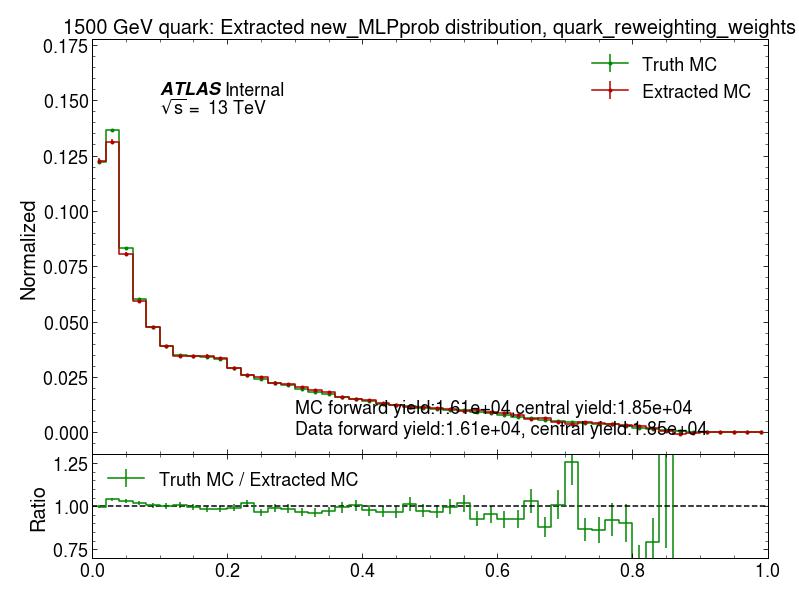 1500 GeV quark: Extracted new_MLPprob distribution, quark_reweighting_weights
0.175
0.150
0.125
0.100
0.075
0.050
0.025
0.000
Normalized
ATLAS Internal
√s = 13 TeV
Truth MC
Extracted MC
MC forward yield:1.61e+04,central yield:1.85e+04
Data forward yield:1.61e+04, central yield:1.85e+04
1.25
1.00
0.75
Ratio
Truth MC / Extracted MC
0.0 0.2 0.4 0.6 0.8 1.0